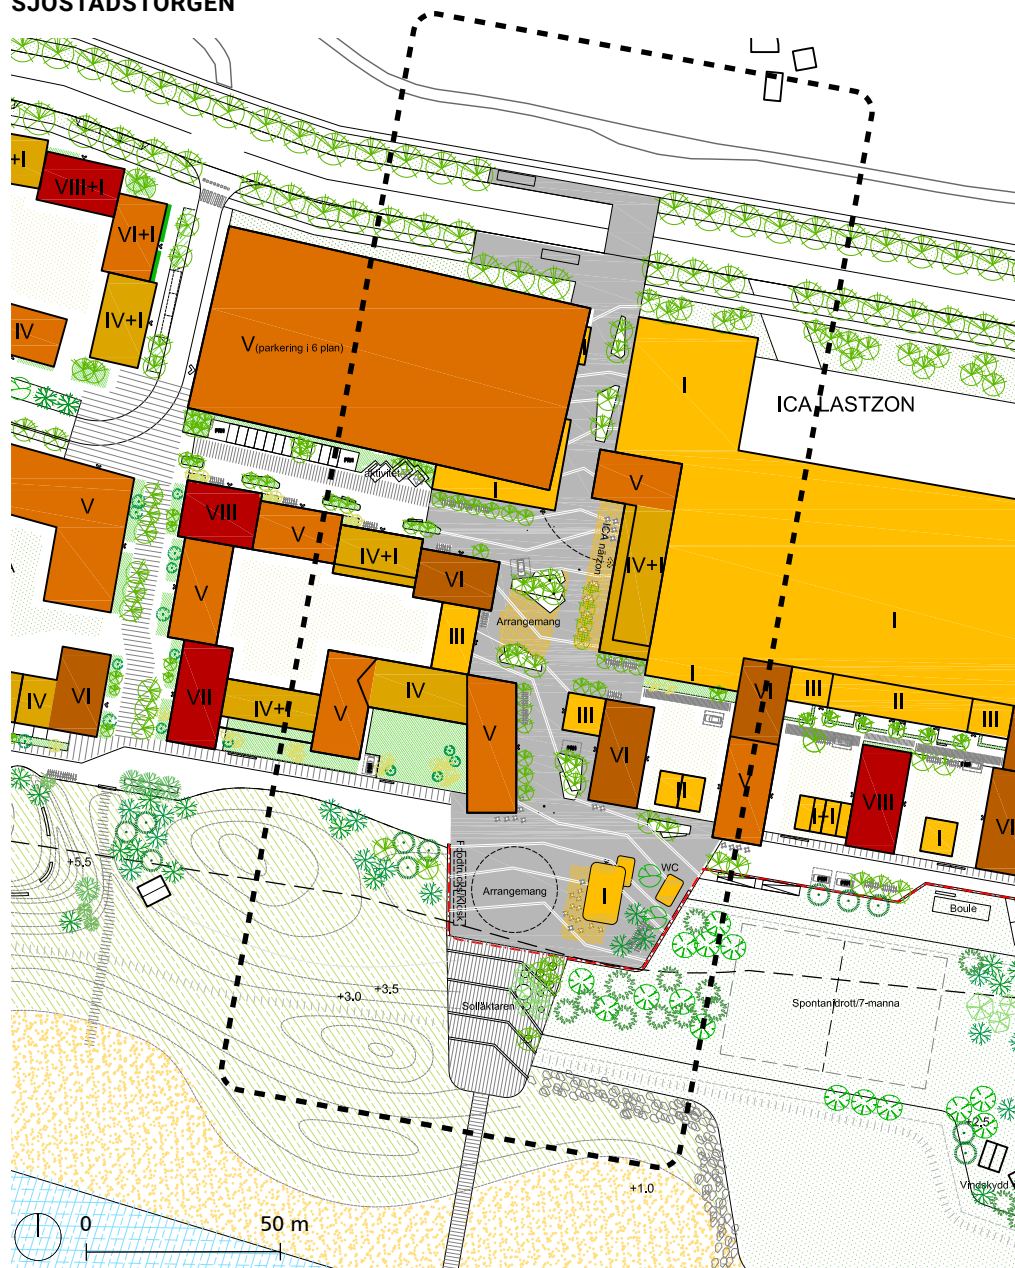 SJÖSTADSTORGEN
+I
VIII+I
VI+I
IV+I
IV
V(parkering i 6 plan)
I
I
ICA LASTZON
aktivitet
I
V
V
VIII
V
IV+I
VI
ICA närzon
IV+I
I
V
Arrangemang
III
I
IV
VI
VII
IV+I
V
IV
V
III
VI
VI
III
II
III
II
V
I+I
VIII
I
VI
+5,5
Arrangemang
I
WC
Boule
+3.0
+3.5
Solläktaren
Spontanidrott/7-manna
+2.5
Vindskydd
+1.0
0
50 m